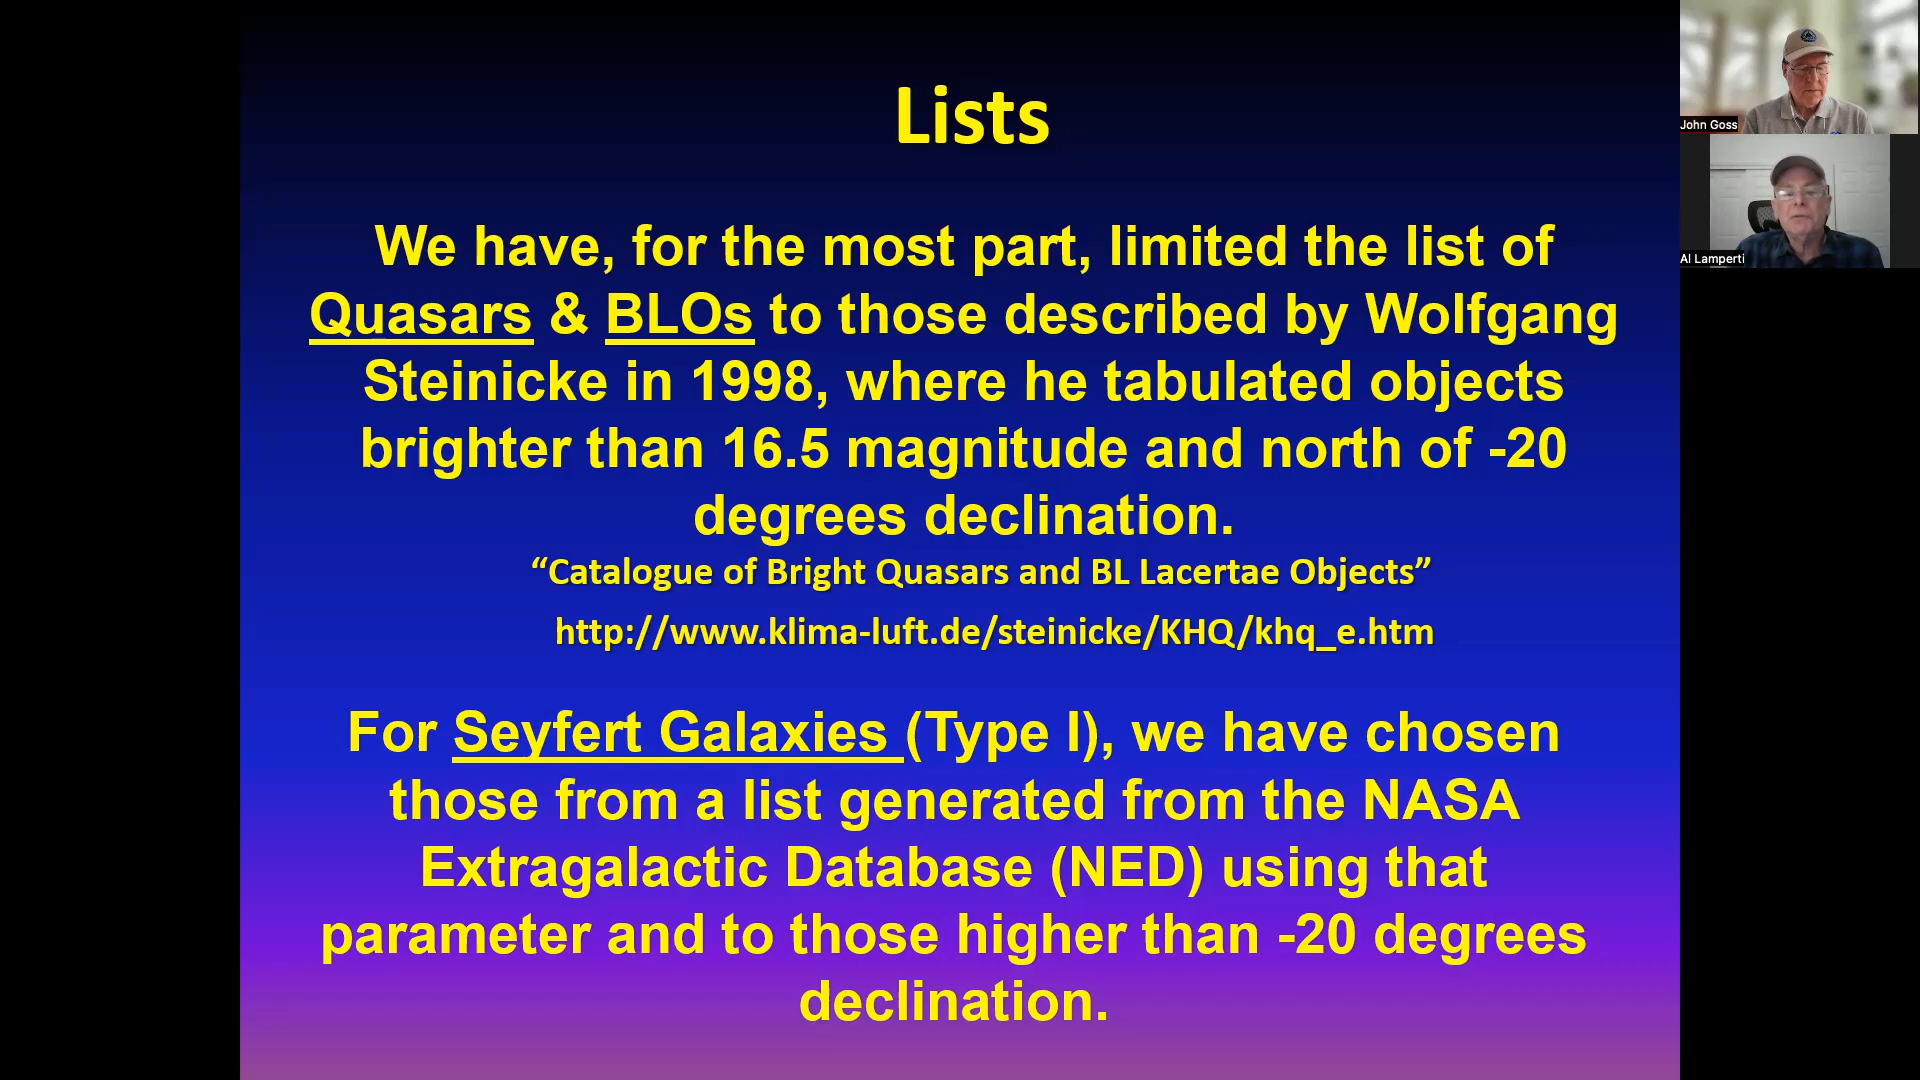 Lists
We have, for the most part, limited the list of
Quasars & BLOs to those described by Wolfgang
Steinicke in 1998, where he tabulated objects
brighter than 16.5 magnitude and north of -20
degrees declination.
“Catalogue of Bright Quasars and BL Lacertae Objects”
http://www.klima-luft.de/steinicke/KHQ/khq_e.htm
For Seyfert Galaxies (Type I), we have chosen
those from a list generated from the NASA
Extragalactic Database (NED) using that
parameter and to those higher than -20 degrees
declination.
John Goss
Al Lamperti